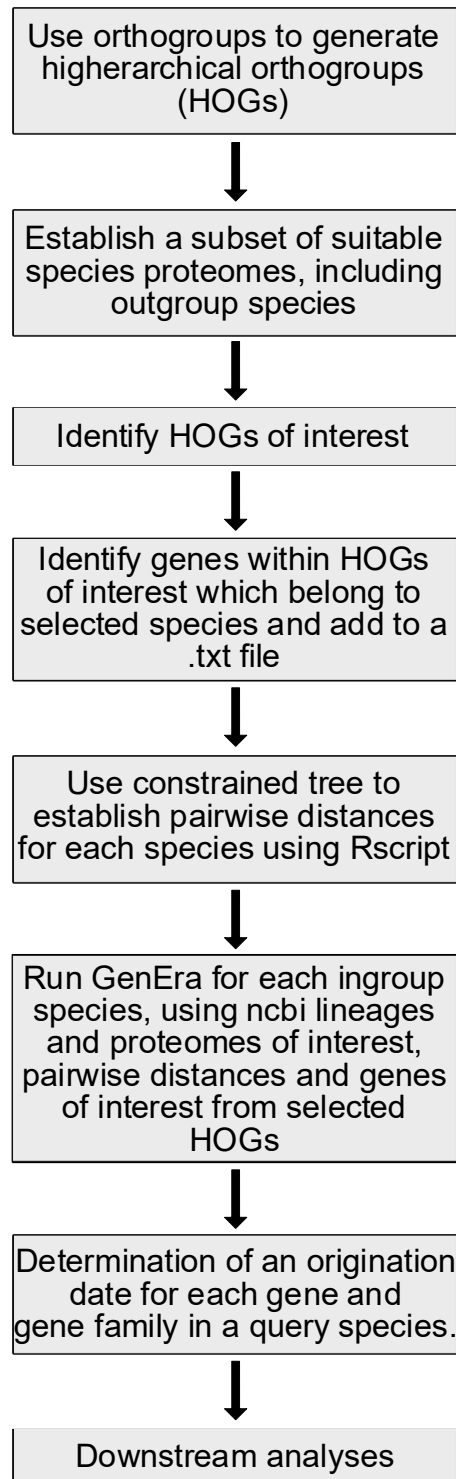 Use orthogroups to generate
higherarchical orthogroups
(HOGs)
Establish a subset of suitable
species proteomes, including
outgroup species
Identify HOGs of interest
Identify genes within HOGs
of interest which belong to
selected species and add to a
.txt file
Use constrained tree to
establish pairwise distances
for each species using Rscript
Run GenEra for each ingroup
species, using ncbi lineages
and proteomes of interest,
pairwise distances and genes
of interest from selected
HOGs
Determination of an origination
date for each gene and
gene family in a query species.
Downstream analyses